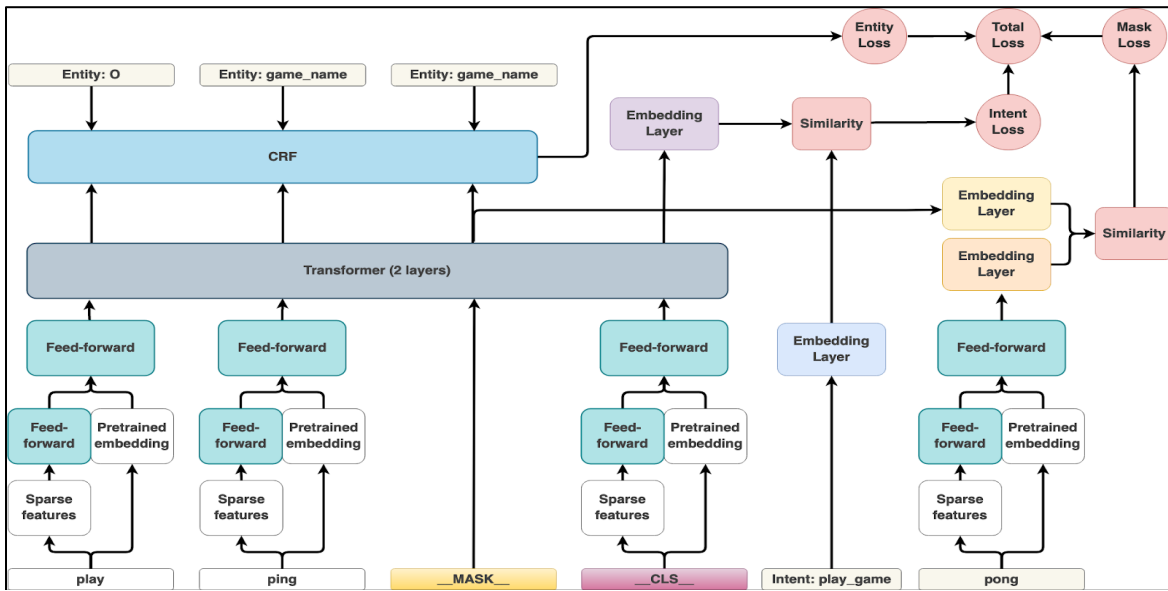 Entity
Loss
Total
Loss
Mask
Loss
Entity: O
Entity: game_name
Entity: game_name
Embedding
Layer
Similarity
Intent
Loss
CRF
Embedding
Layer
Similarity
Embedding
Layer
Transformer (2 layers)
Feed-forward
Feed-forward
Feed-forward
Embedding
Layer
Feed-forward
Feed-
forward
Pretrained
embedding
Feed-
forward
Pretrained
embedding
Feed-
forward
Pretrained
embedding
Feed-
forward
Pretrained
embedding
Sparse
features
Sparse
features
Sparse
features
Sparse
features
play
ping
__MASK__
__CLS__
Intent: play_game
pong